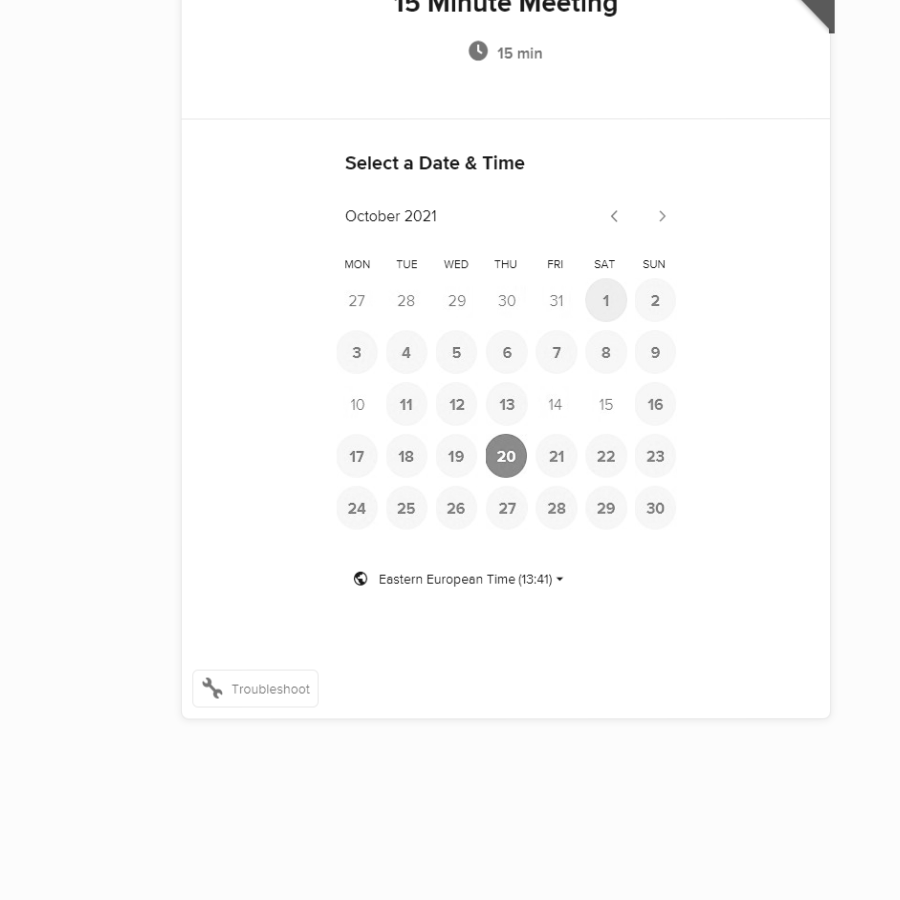 15 Minute Meeting
15 min
Select a Date & Time
October 2021
MON TUE WED THU FRI SAT SUN
27 28 29 30 31 1 2
3 4 5 6 7 8 9
10 11 12 13 14 15 16
17 18 19 20 21 22 23
24 25 26 27 28 29 30
Eastern European Time (13:41)
Troubleshoot